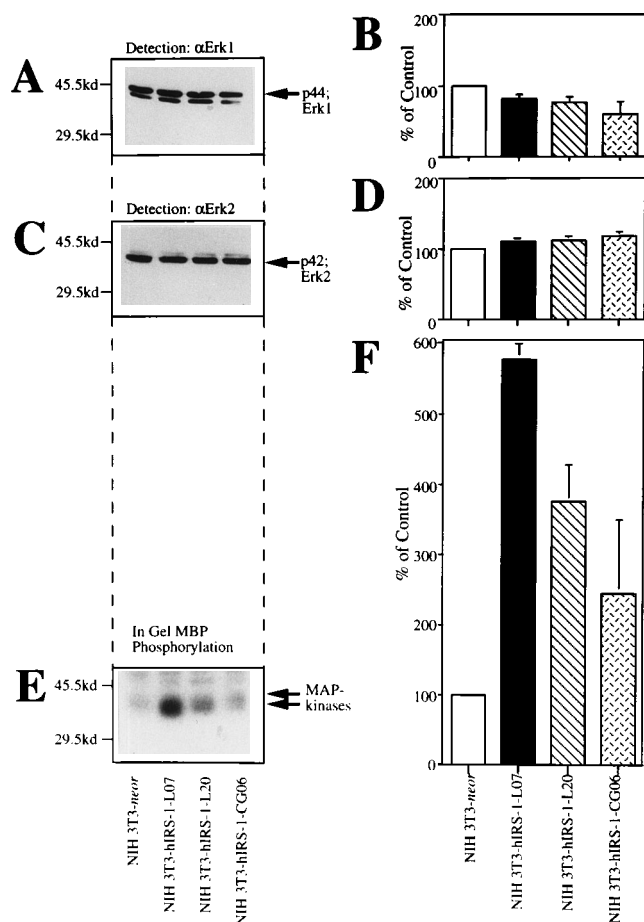 A
Detection: αErk1
45.5kd
29.5kd
p44;
Erk1
B
% of Control
200
100
0
C
Detection: αErk2
45.5kd
29.5kd
p42;
Erk2
D
% of Control
200
100
0
E
In Gel MBP
Phosphorylation
45.5kd
29.5kd
MAP-
kinases
NIH 3T3-neor
NIH 3T3-hIRS-1-L07
NIH 3T3-hIRS-1-L20
NIH 3T3-hIRS-1-CG06
F
% of Control
600
500
400
300
200
100
0
NIH 3T3-neor
NIH 3T3-hIRS-1-L07
NIH 3T3-hIRS-1-L20
NIH 3T3-hIRS-1-CG06